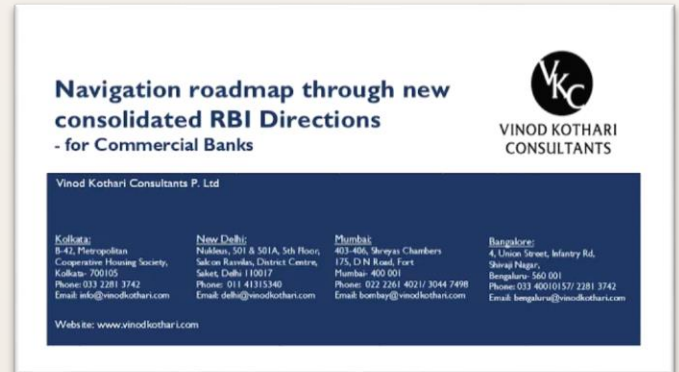 Navigation roadmap through new
consolidated RBI Directions
- for Commercial Banks
VKC
VINOD KOTHARI
CONSULTANTS
Vinod Kothari Consultants P. Ltd
Kolkata:
B-42, Metropolitan
Cooperative Housing Society,
Kolkata- 700105
Phone: 033 2281 3742
Email: info@vinodkothari.com
New Delhi:
Nukleus, 501 & 501A, 5th Floor,
Salcon Rasvilas, District Centre,
Saket, Delhi 110017
Phone: 011 41315340
Email: delhi@vinodkothari.com
Mumbai:
403-406, Shreyas Chambers
175, D N Road, Fort
Mumbai- 400 001
Phone: 022 2261 4021/ 3044 7498
Email: bombay@vinodkothari.com
Bangalore:
4, Union Street, Infantry Rd,
Shivaji Nagar,
Bengaluru- 560 001
Phone: 033 40010157/ 2281 3742
Email: bengaluru@vinodkothari.com
Website: www.vinodkothari.com